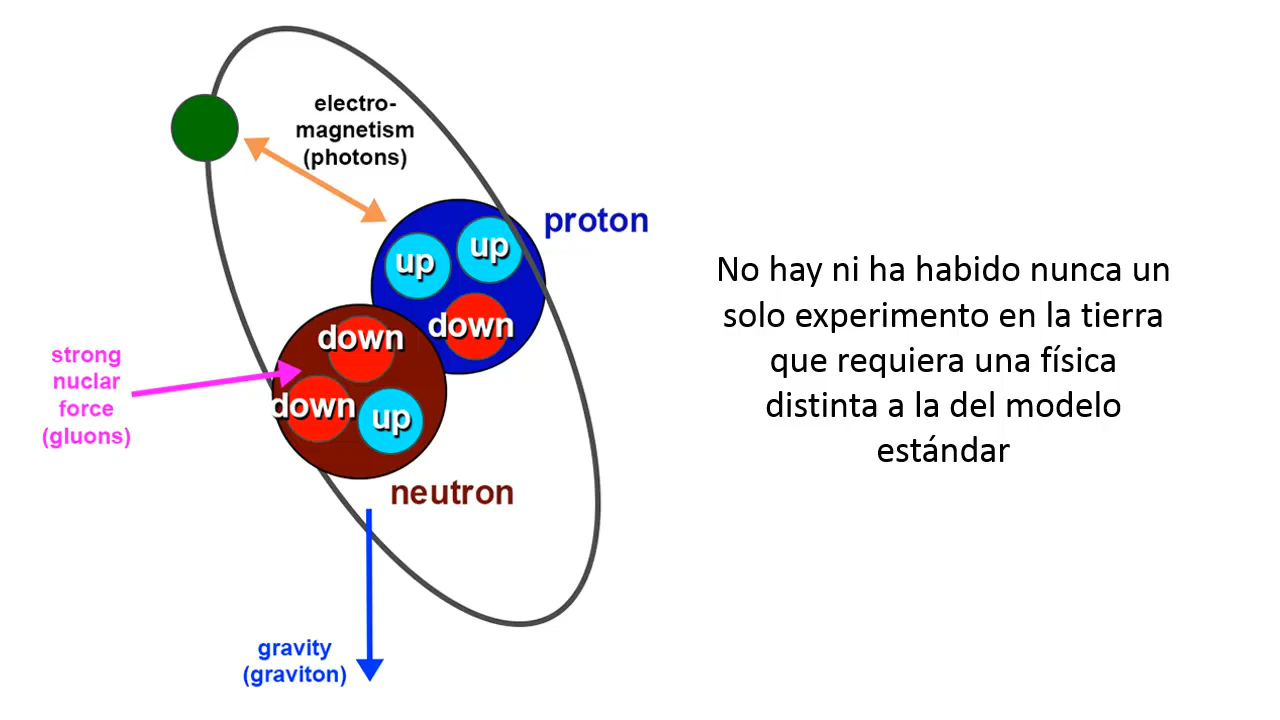 electro-
magnetism
(photons)
proton
up
up
down
down
down
up
neutron
strong
nuclar
force
(gluons)
gravity
(graviton)
No hay ni ha habido nunca un
solo experimento en la tierra
que requiera una física
distinta a la del modelo
estándar